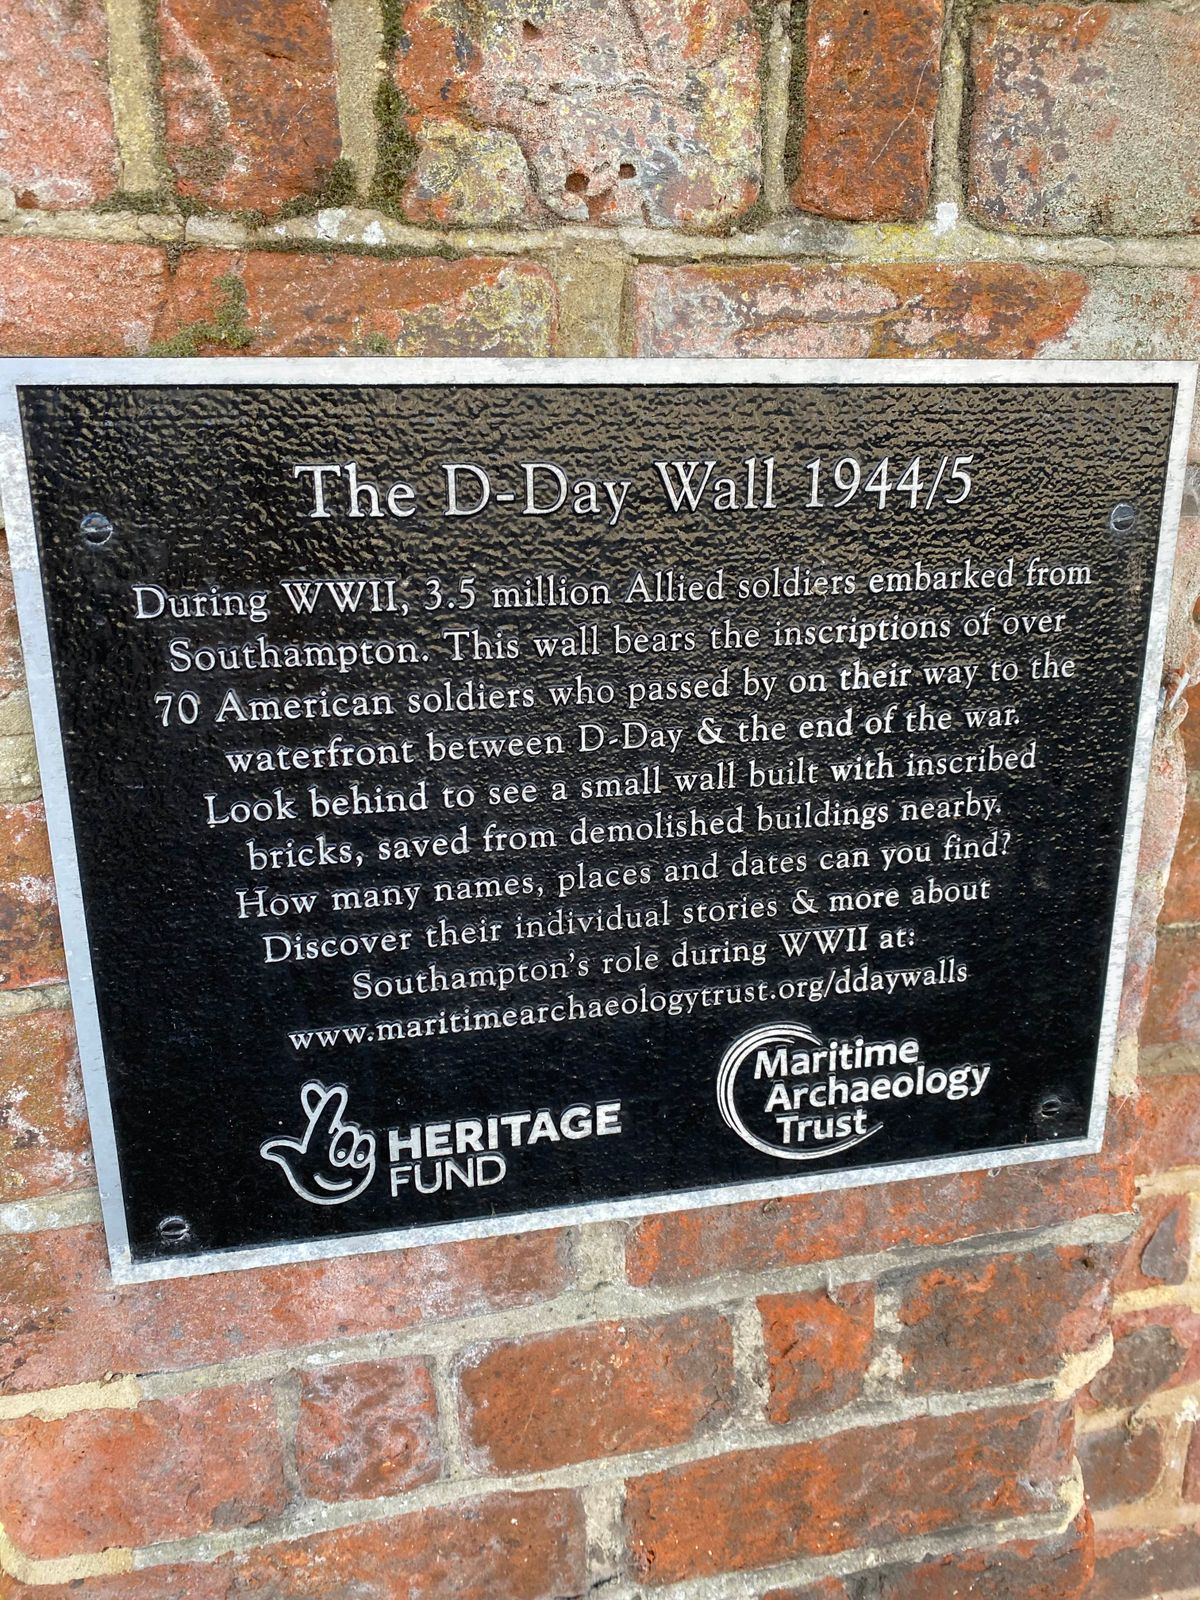 The D-Day Wall 1944/5
During WWII, 3.5 million Allied soldiers embarked from
Southampton. This wall bears the inscriptions of over
70 American soldiers who passed by on their way to the
waterfront between D-Day & the end of the war.
Look behind to see a small wall built with inscribed
bricks, saved from demolished buildings nearby.
How many names, places and dates can you find?
Discover their individual stories & more about
Southampton's role during WWII at:
www.maritimearchaeologytrust.org/ddaywalls
HERITAGE
FUND
Maritime
Archaeology
Trust